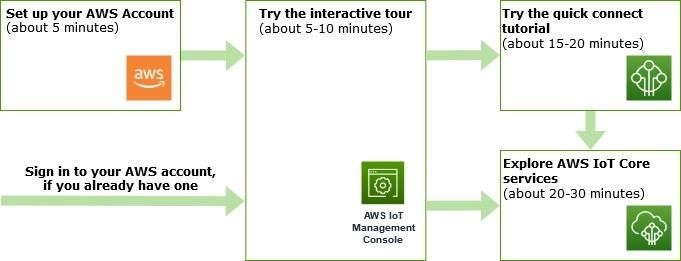 Set up your AWS Account
(about 5 minutes)
aws
Try the interactive tour
(about 5-10 minutes)
Try the quick connect
tutorial
(about 15-20 minutes)
Sign in to your AWS account,
if you already have one
AWS IoT
Management
Console
Explore AWS IoT Core
services
(about 20-30 minutes)